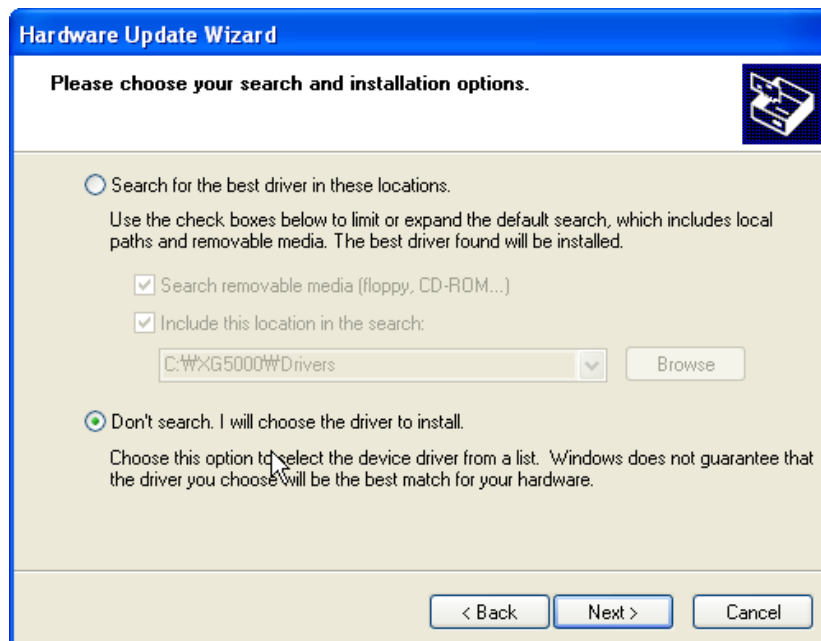 Hardware Update Wizard
Please choose your search and installation options.
Search for the best driver in these locations.
Use the check boxes below to limit or expand the default search, which includes local
paths and removable media. The best driver found will be installed.
Search removable media (floppy, CD-ROM...)
Include this location in the search:
C:₩XG5000₩Drivers
Browse
Don't search. I will choose the driver to install.
Choose this option to select the device driver from a list. Windows does not guarantee that
the driver you choose will be the best match for your hardware.
< Back
Next >
Cancel